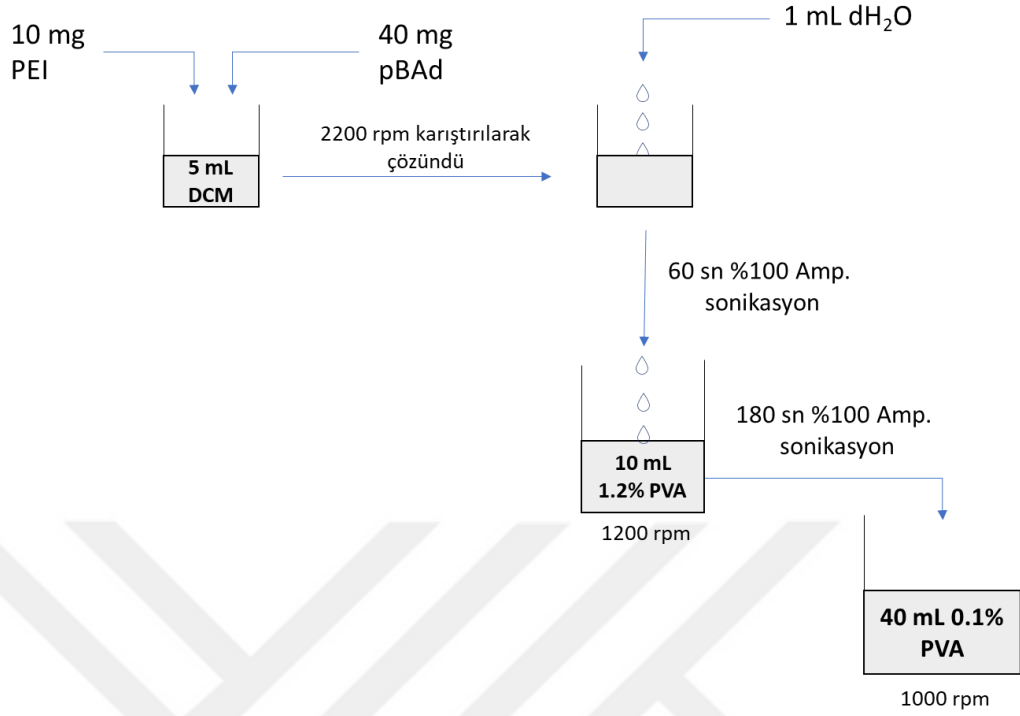 10 mg
PEI
40 mg
pBAd
1 mL dH₂O
5 mL
DCM
2200 rpm karıştırılarak
çözündü
60 sn %100 Amp.
sonikasyon
10 mL
1.2% PVA
1200 rpm
180 sn %100 Amp.
sonikasyon
40 mL 0.1%
PVA
1000 rpm